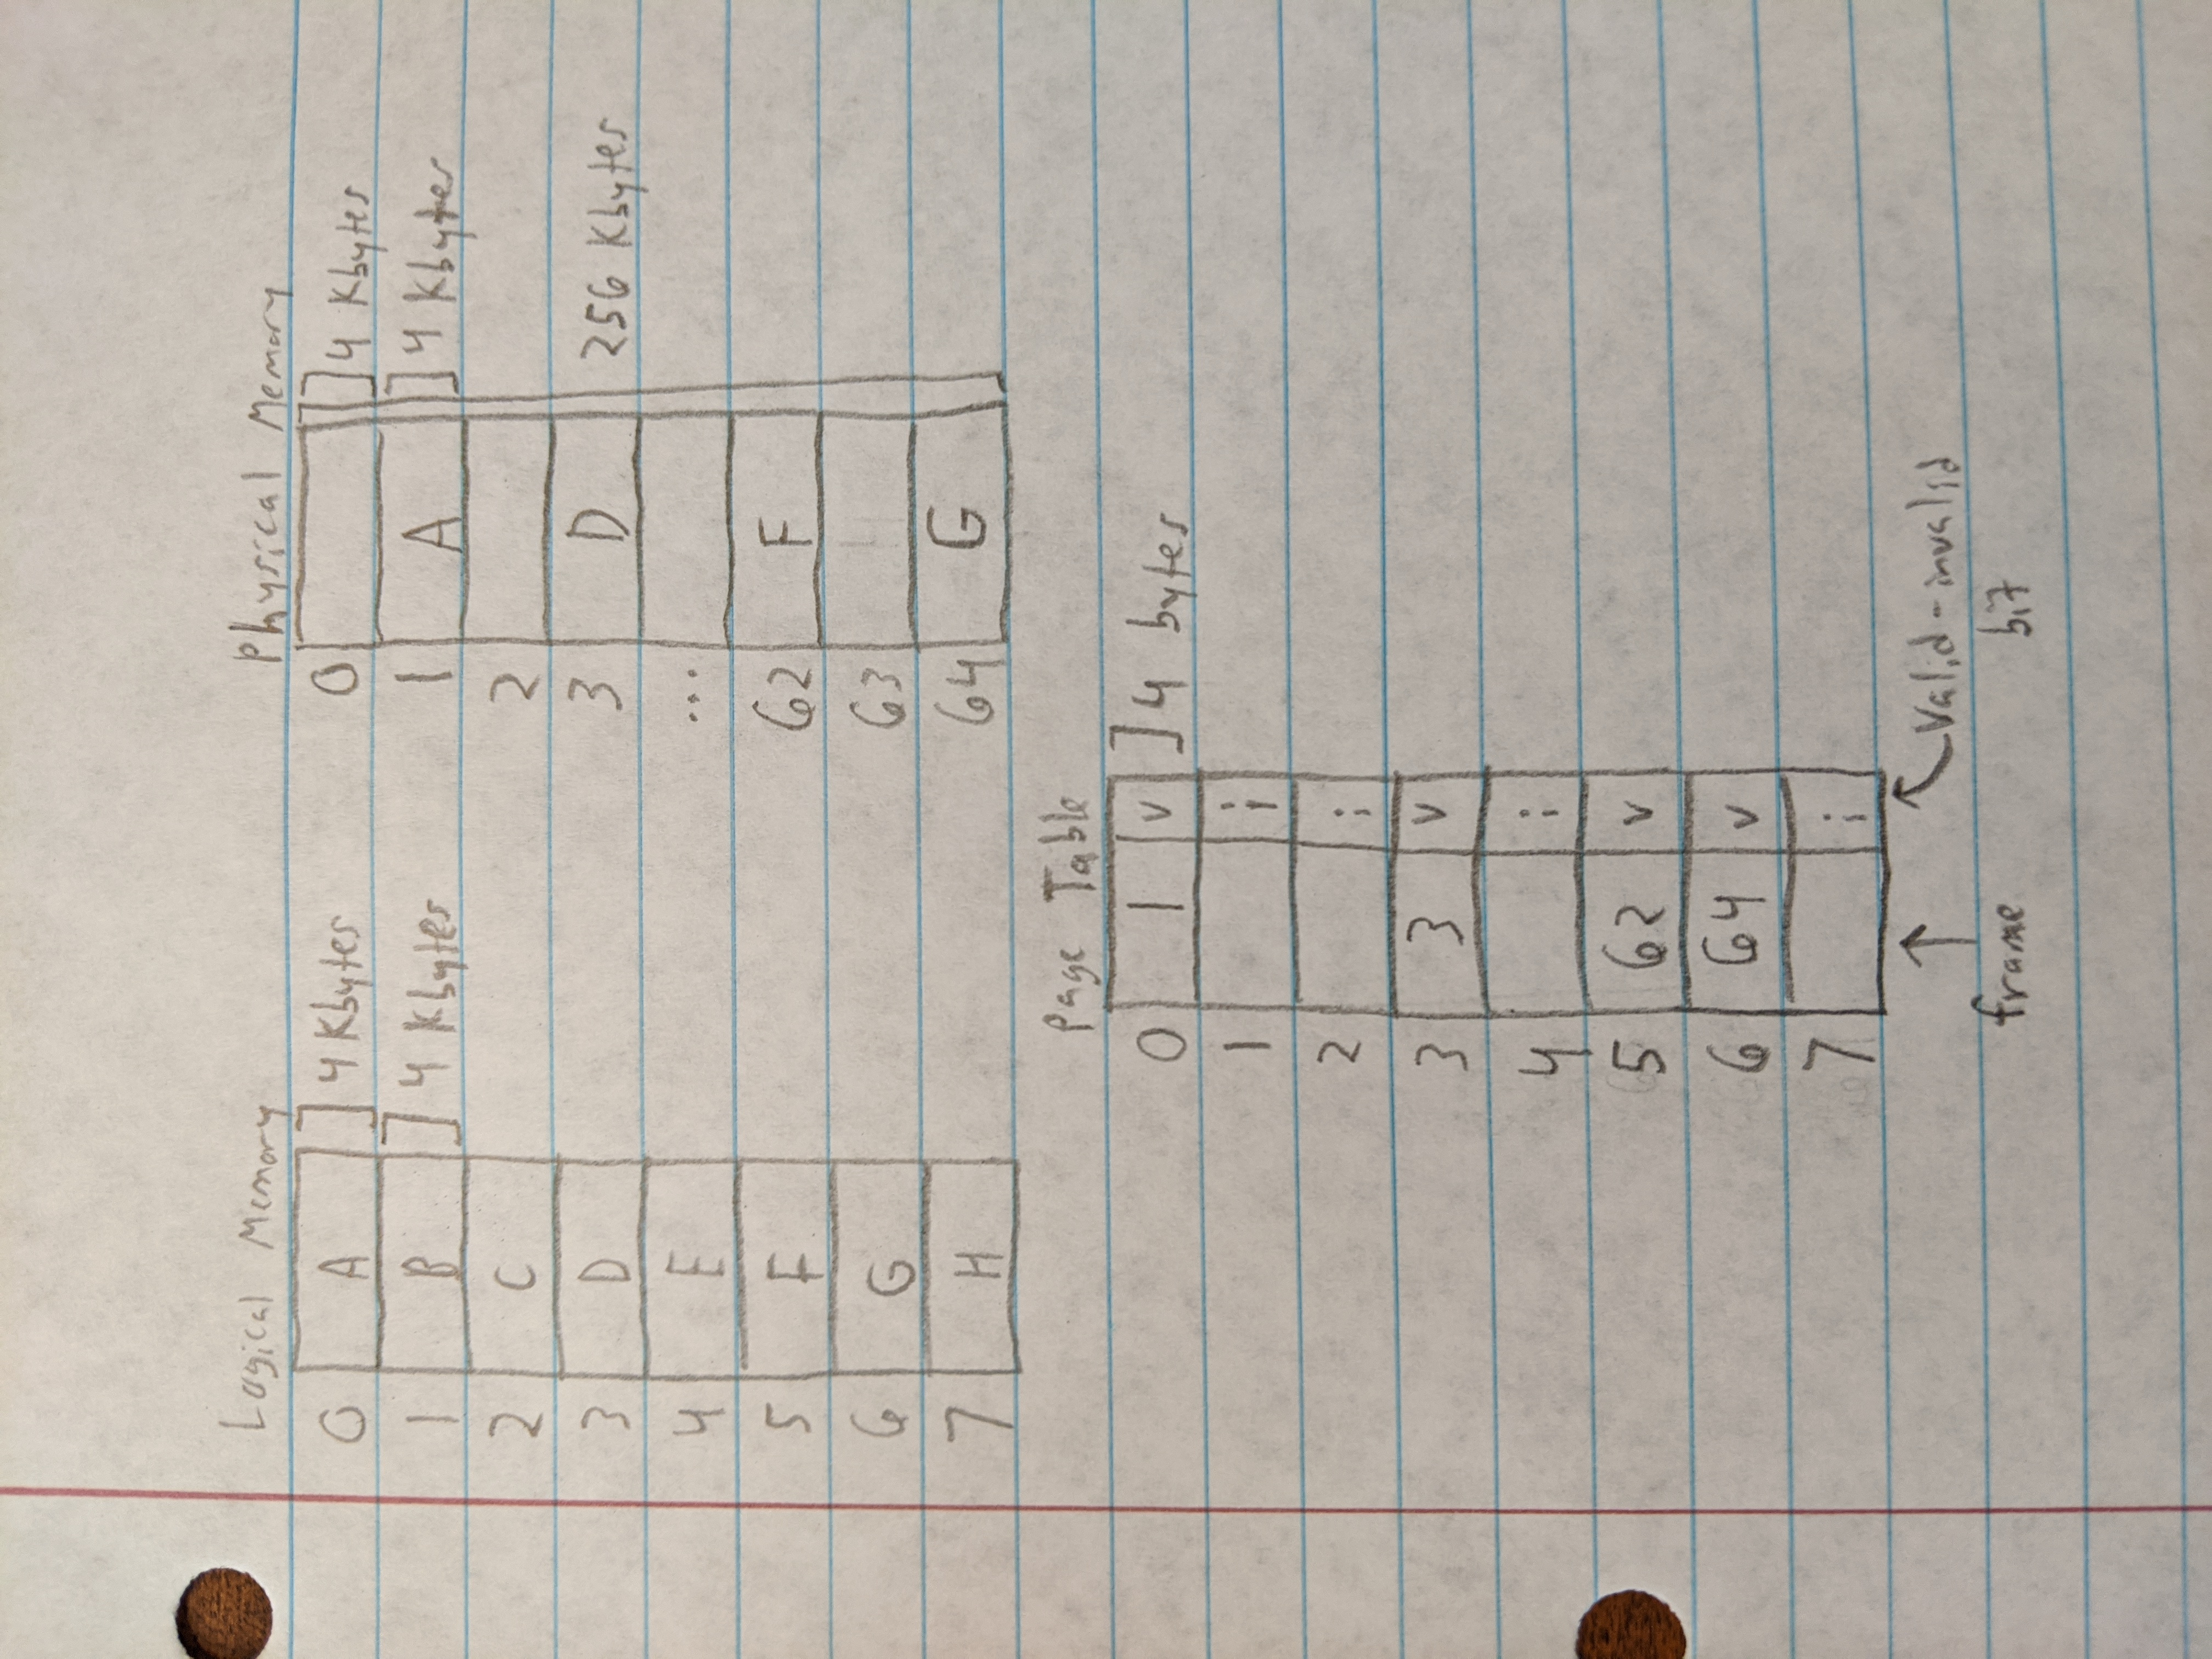 Logical Memory
0 A 4 Kbytes
1 B 4 Kbytes
2 C
3 D
4 E
5 F
6 G
7 H
Physical Memory
0 4 Kbytes
1 A 4 Kbytes
2
3 D 256 Kbytes
...
62 F
63
64 G
Page Table
0 1 v 4 bytes
1 i
2 i
3 3 v
4 i
5 62 v
6 64 v
7 i
frame
Valid-invalid
bit